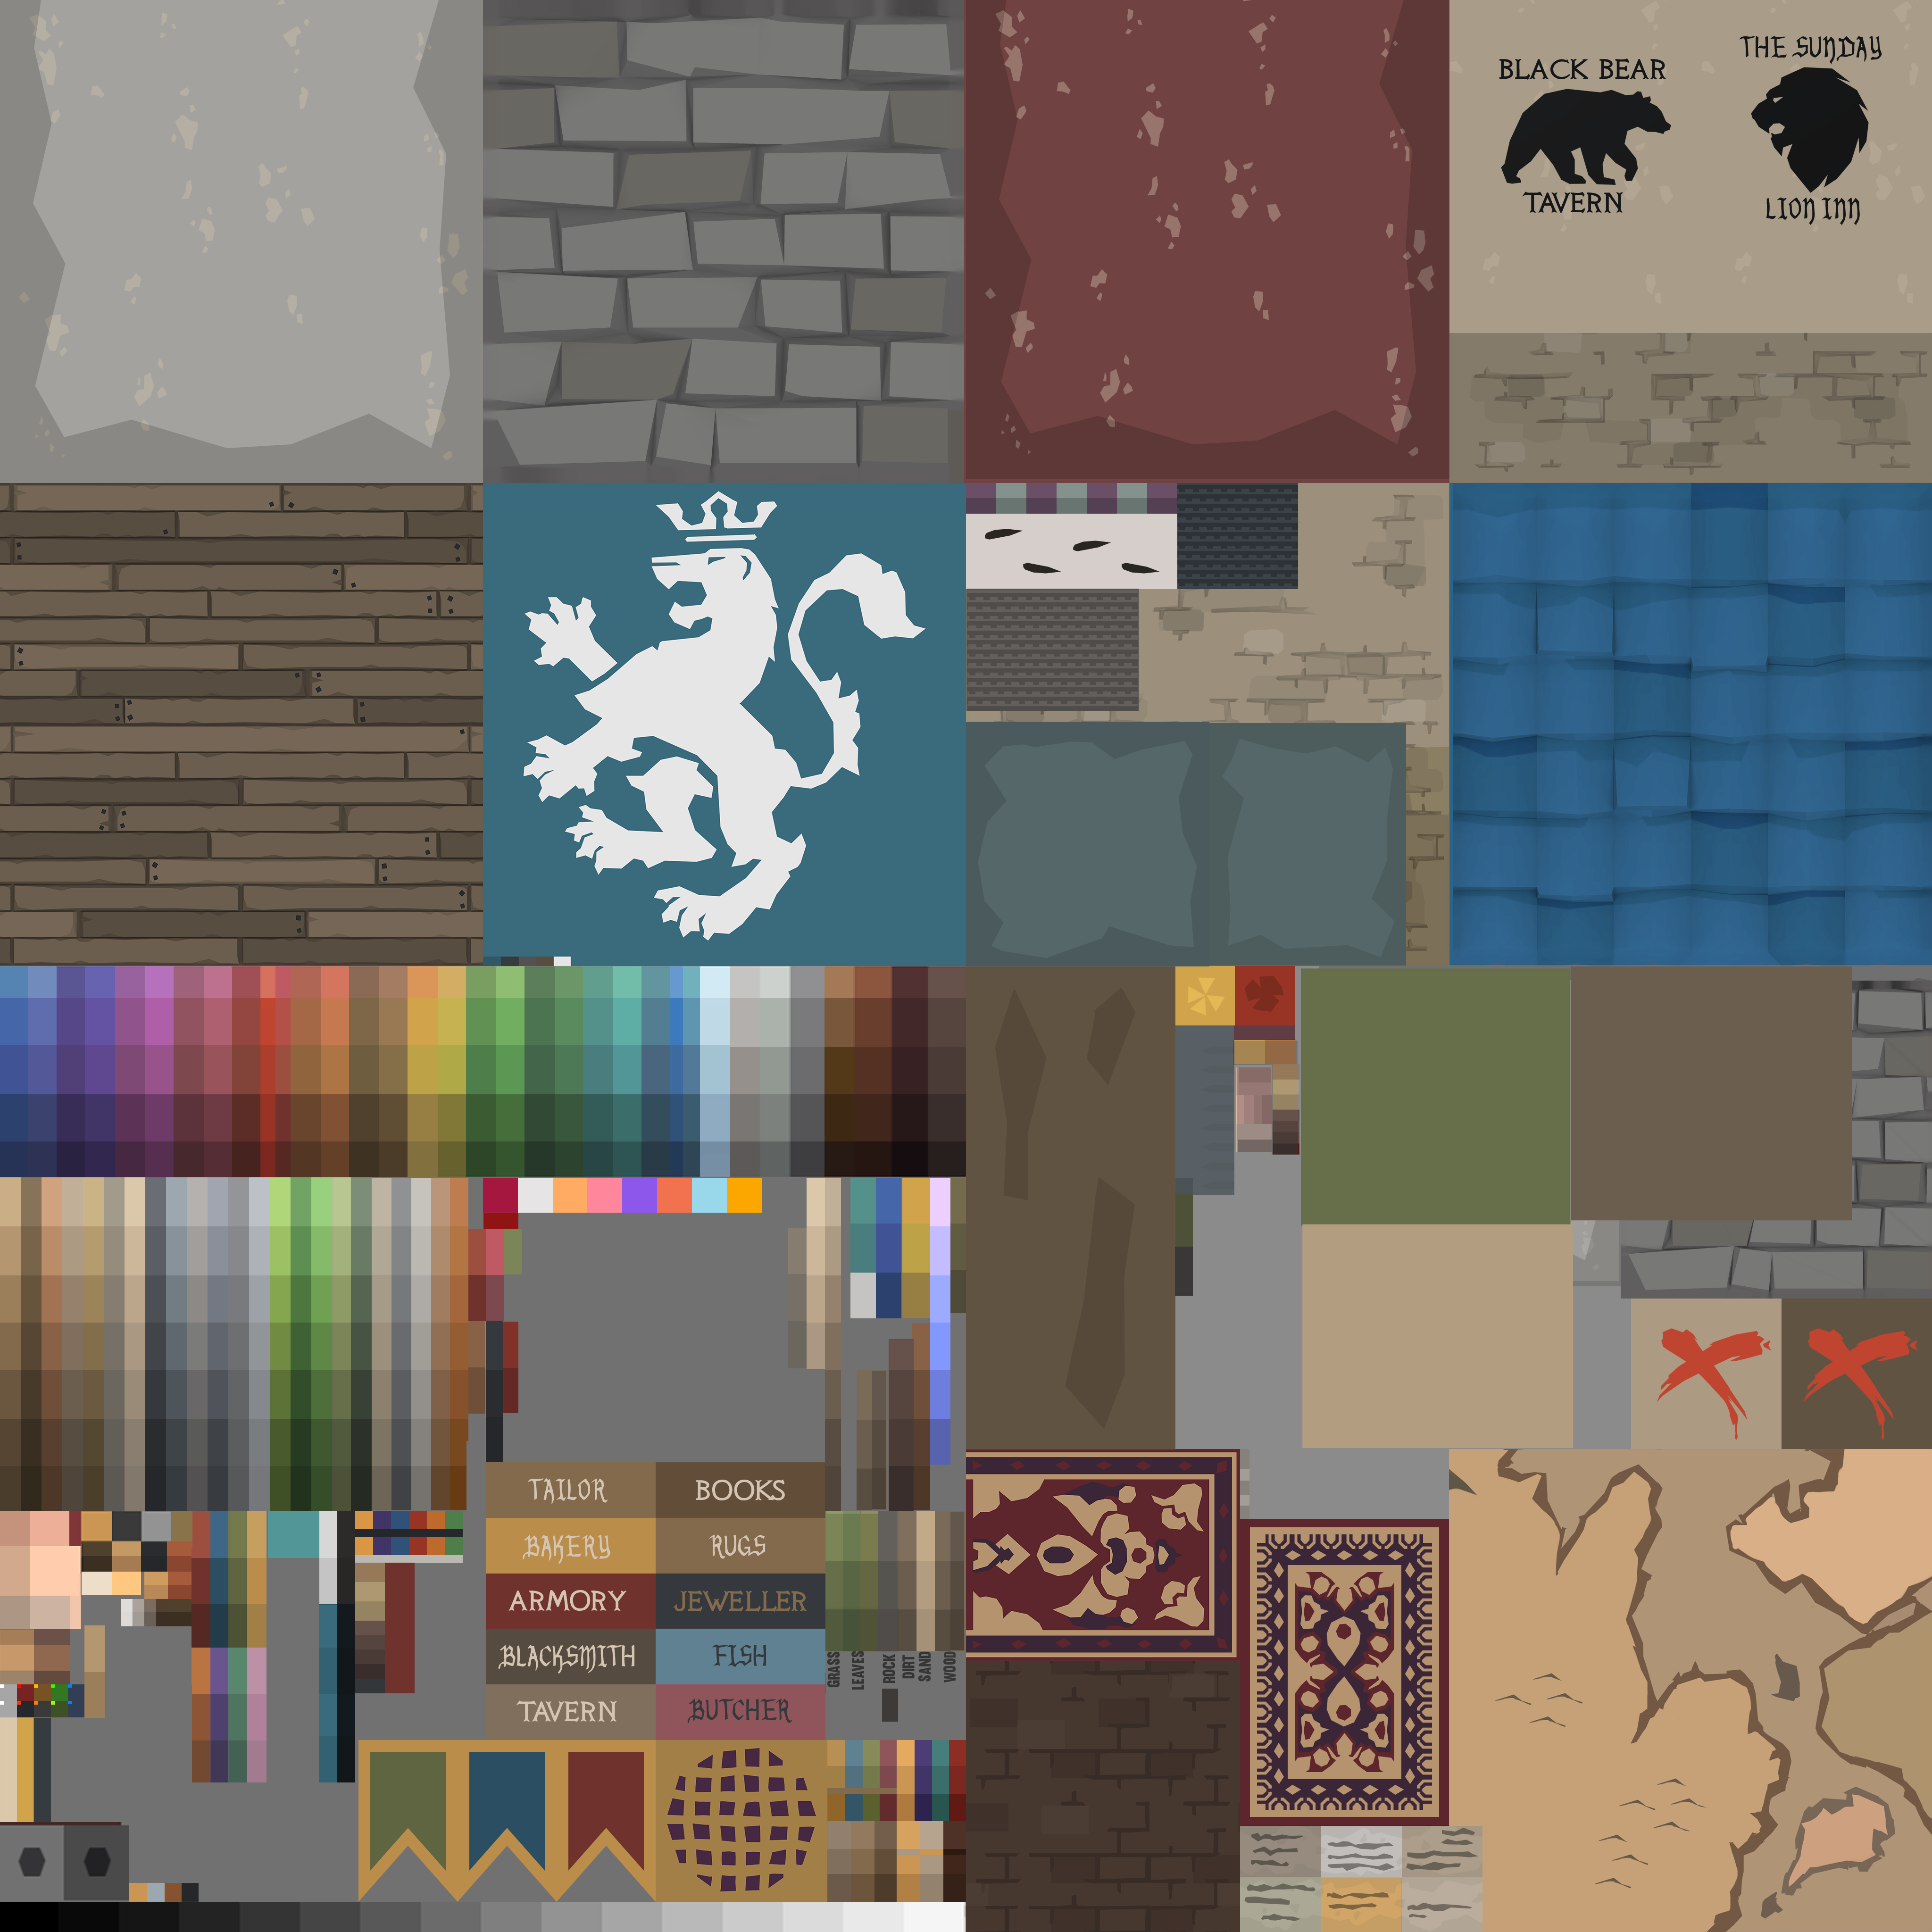 BLACK BEAR
TAVERN
THE SUNDAY
LION INN
TAILOR
BOOKS
BAKERY
RUGS
ARMORY
JEWELLER
BLACKSMITH
FISH
TAVERN
BUTCHER
GRASS
LEAVES
ROCK
DIRT
SAND
WOOD